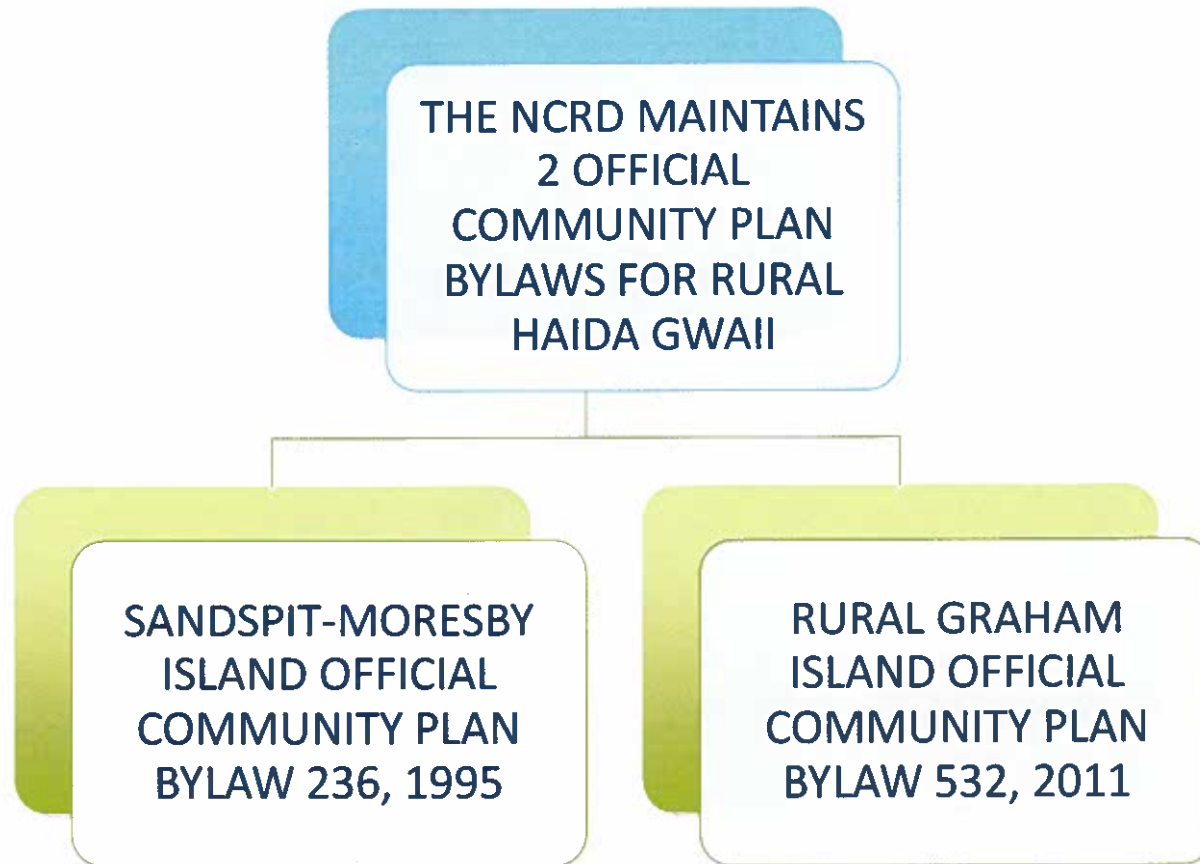 THE NCRD MAINTAINS
2 OFFICIAL
COMMUNITY PLAN
BYLAWS FOR RURAL
HAIDA GWAII
SANDSPIT-MORESBY
ISLAND OFFICIAL
COMMUNITY PLAN
BYLAW 236, 1995
RURAL GRAHAM
ISLAND OFFICIAL
COMMUNITY PLAN
BYLAW 532, 2011